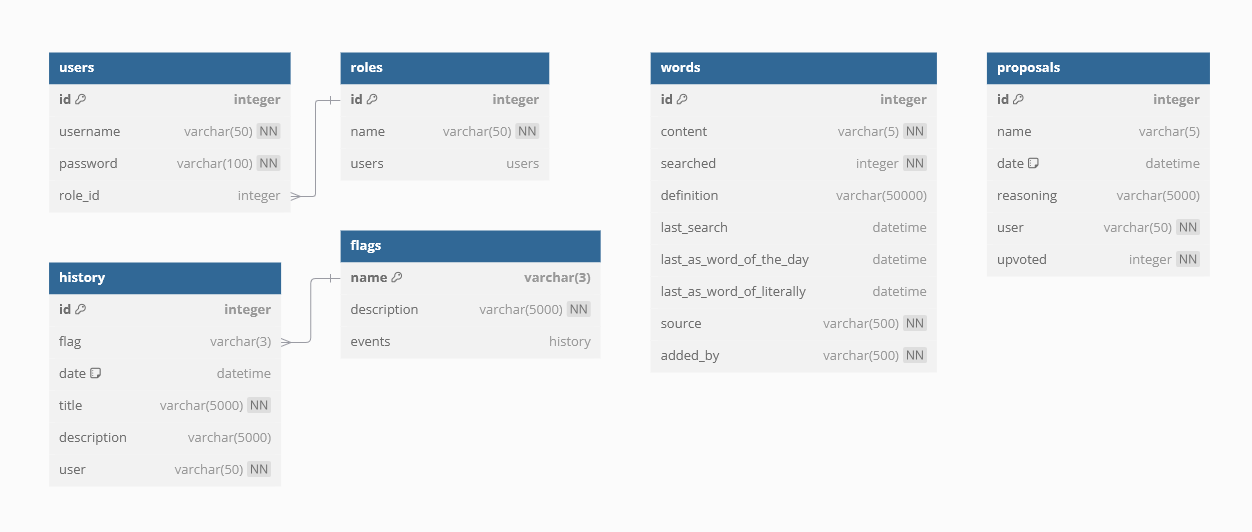 users
id integer
username varchar(50) NN
password varchar(100) NN
role_id integer
roles
id integer
name varchar(50) NN
users users
history
id integer
flag varchar(3)
date datetime
title varchar(5000) NN
description varchar(5000)
user varchar(50) NN
flags
name varchar(3)
description varchar(5000) NN
events history
words
id integer
content varchar(5) NN
searched integer NN
definition varchar(50000)
last_search datetime
last_as_word_of_the_day datetime
last_as_word_of_literally datetime
source varchar(500) NN
added_by varchar(500) NN
proposals
id integer
name varchar(5)
date datetime
reasoning varchar(5000)
user varchar(50) NN
upvoted integer NN